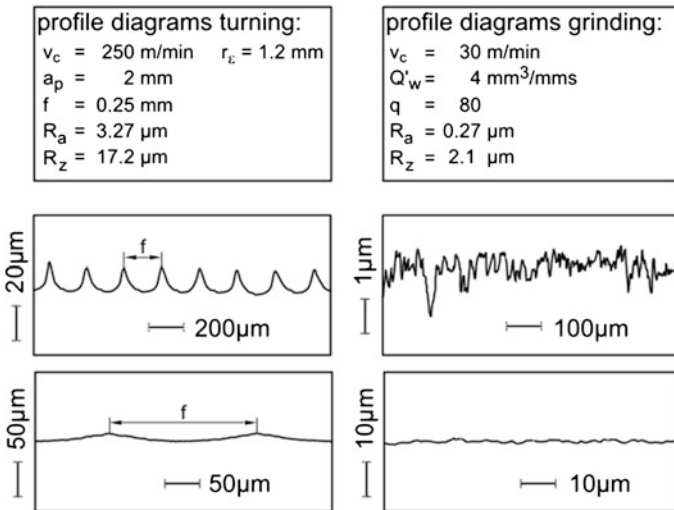 profile diagrams turning:
v_c = 250 m/min r_ε = 1.2 mm
a_p = 2 mm
f = 0.25 mm
R_a = 3.27 µm
R_z = 17.2 µm
profile diagrams grinding:
v_c = 30 m/min
Q'_w = 4 mm³/mms
q = 80
R_a = 0.27 µm
R_z = 2.1 µm
20µm
f
200µm
1µm
100µm
50µm
f
50µm
10µm
10µm